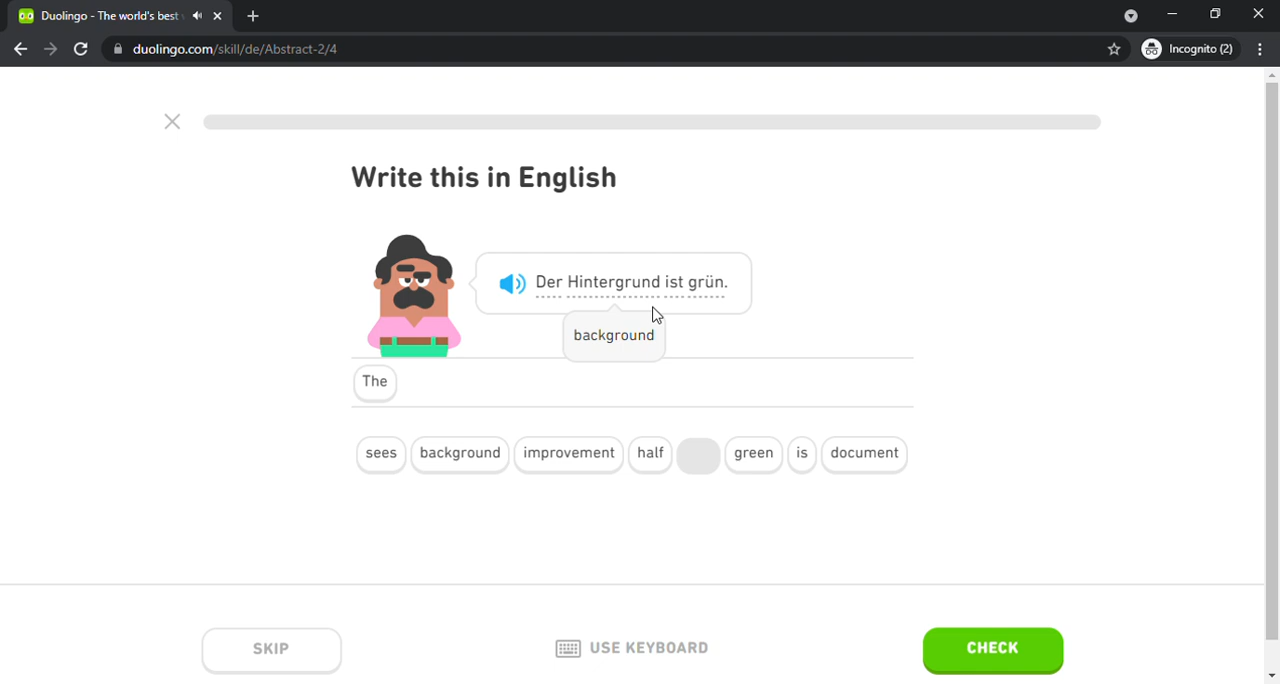 Duolingo - The world's best
duolingo.com/skill/de/Abstract-2/4
Incognito (2)
Write this in English
Der Hintergrund ist grün.
background
The
sees background improvement half green is document
SKIP
USE KEYBOARD
CHECK